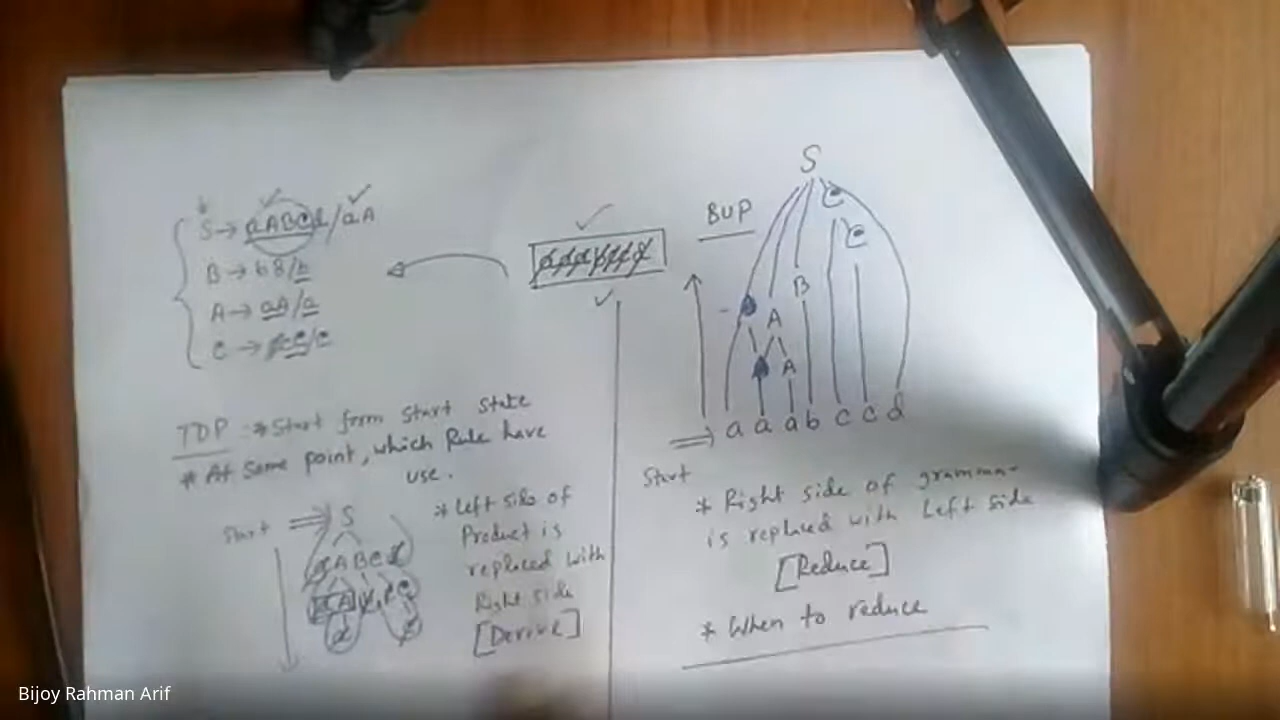 S → aABCd/aA
B → bB/b
A → aA/a
C → cC/c
TDP : * Start from start state
* At some point, which Rule have
use.
Start ⇒ S
ABC
* Left side of
Product is
replaced with
Right side
[Derive]
BUP
S
C
C
B
A
A
a a a b c c d
Start
* Right side of gramma-
is replaced with Left side
[Reduce]
* When to reduce
Bijoy Rahman Arif